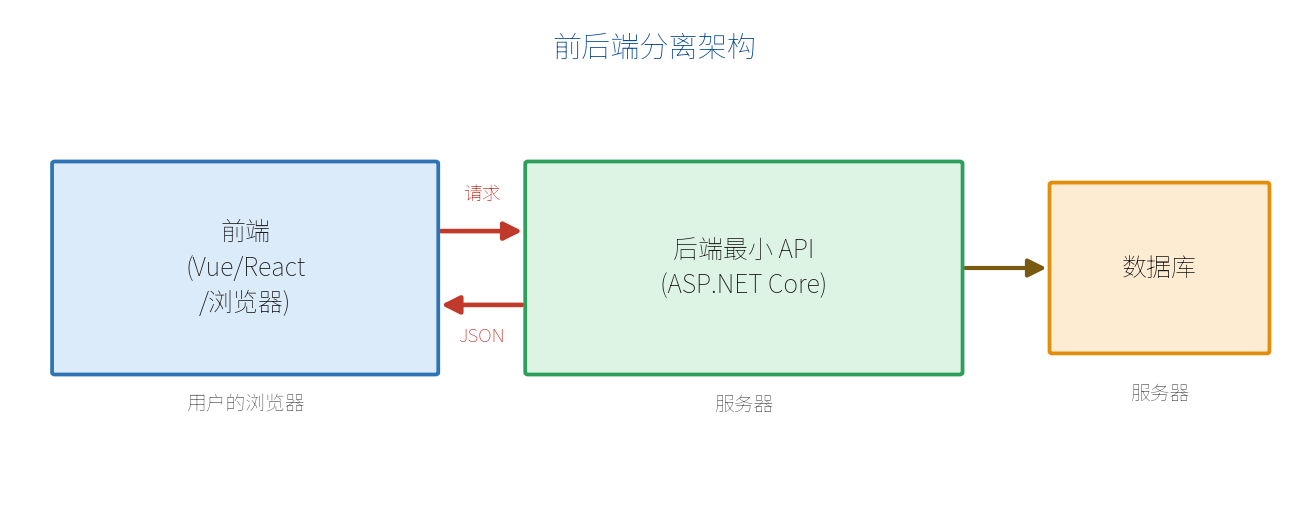 前后端分离架构
前端
(Vue/React
/浏览器)
请求
JSON
后端最小 API
(ASP.NET Core)
数据库
用户的浏览器
服务器
服务器